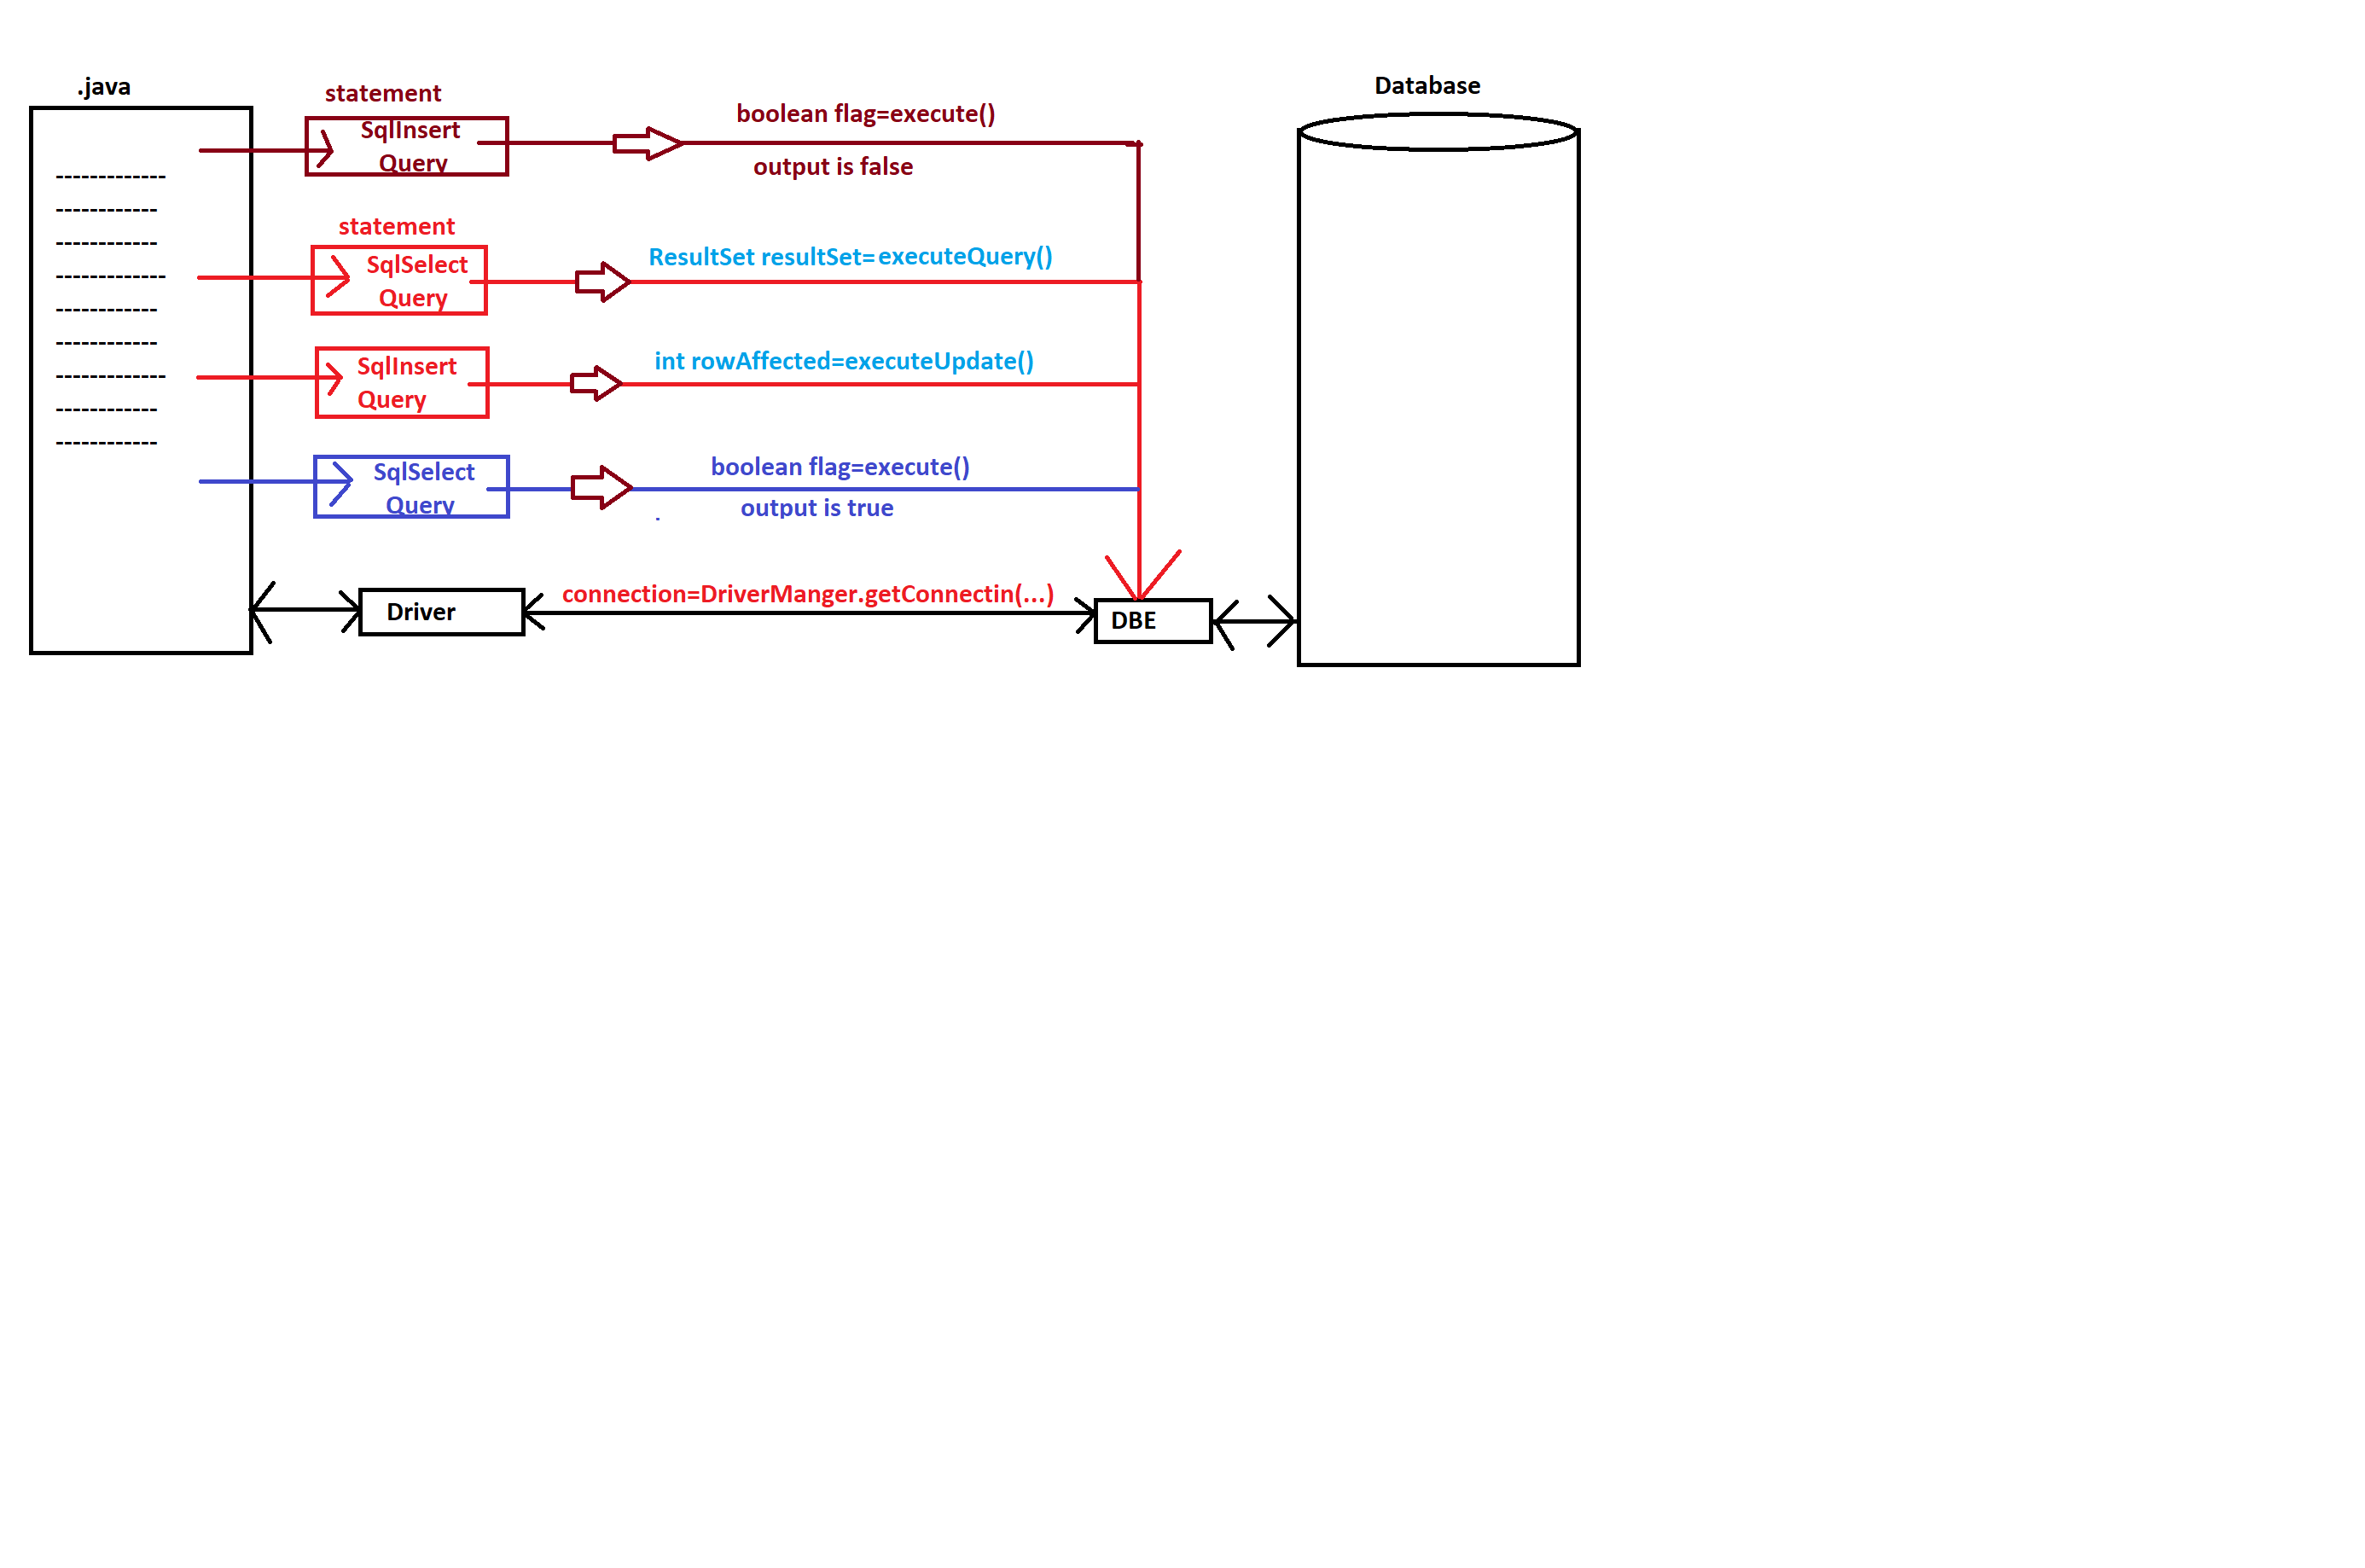 .java
Database
statement
SqlInsert
Query
boolean flag=execute()
output is false
-------------
------------
------------
-------------
------------
------------
-------------
------------
------------
statement
SqlSelect
Query
ResultSet resultSet=executeQuery()
SqlInsert
Query
int rowAffected=executeUpdate()
SqlSelect
Query
boolean flag=execute()
output is true
Driver
connection=DriverManger.getConnectin(...)
DBE